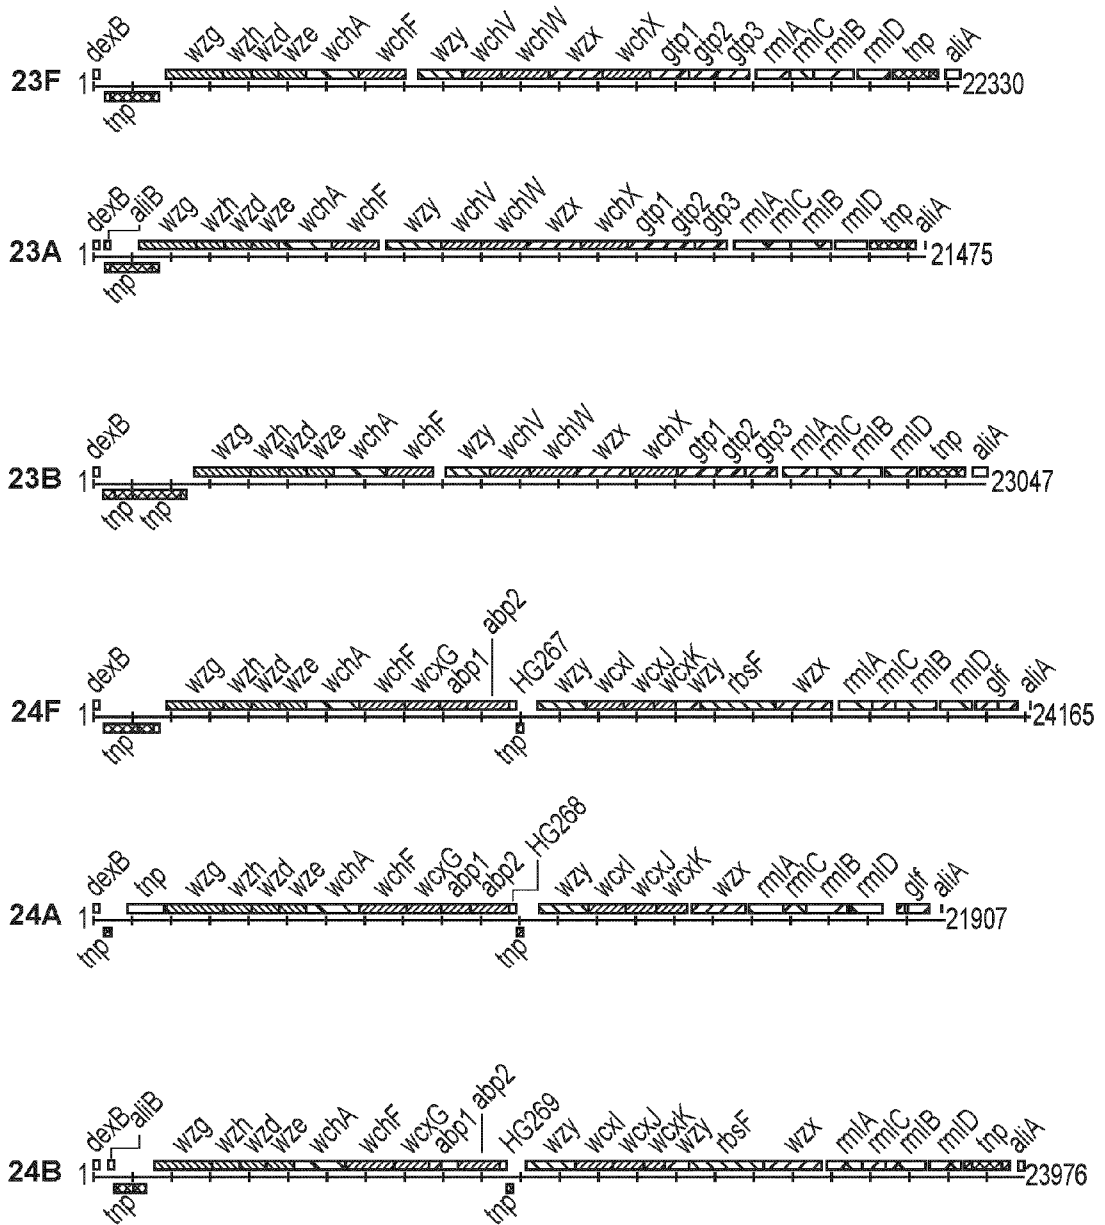 dexB wzg wzh wzd wze wchA wchF wzy wchV wchW wzx wchX gtp1 gtp2 gtp3 rmlA rmlC rmlB rmlD tnp aliA
23F 1 22330
tnp
dexB aliB wzg wzh wzd wze wchA wchF wzy wchV wchW wzx wchX gtp1 gtp2 gtp3 rmlA rmlC rmlB rmlD tnp aliA
23A 1 21475
tnp
dexB wzg wzh wzd wze wchA wchF wzy wchV wchW wzx wchX gtp1 gtp2 gtp3 rmlA rmlC rmlB rmlD tnp aliA
23B 1 23047
tnp tnp
dexB wzg wzh wzd wze wchA wchF wcxG abp1 abp2 HG267 wzy wcxI wcxJ wcxK wzy rbsF wzx rmlA rmlC rmlB rmlD glf aliA
24F 1 24165
tnp tnp
dexB tnp wzg wzh wzd wze wchA wchF wcxG abp1 abp2 HG268 wzy wcxI wcxJ wcxK wzx rmlA rmlC rmlB rmlD glf aliA
24A 1 21907
tnp tnp
dexB aliB wzg wzh wzd wze wchA wchF wcxG abp1 abp2 HG269 wzy wcxI wcxJ wcxK wzy rbsF wzx rmlA rmlC rmlB rmlD tnp aliA
24B 1 23976
tnp tnp